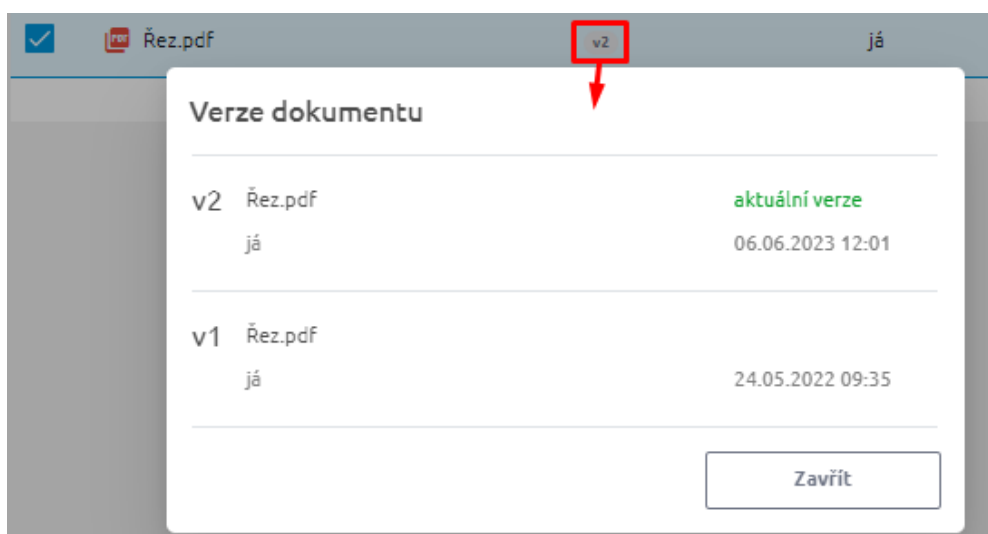 Řez.pdf v2 já
Verze dokumentu
v2 Řez.pdf aktuální verze
já 06.06.2023 12:01
v1 Řez.pdf
já 24.05.2022 09:35
Zavřít